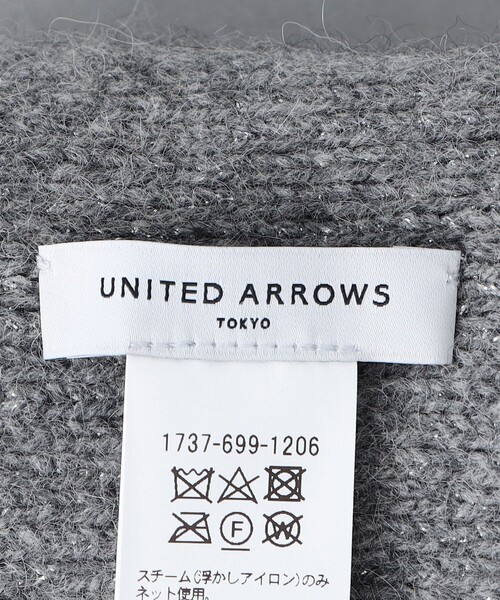 UNITED ARROWS
TOKYO
1737-699-1206
F W
スチーム(浮かしアイロン)のみ
ネット使用。